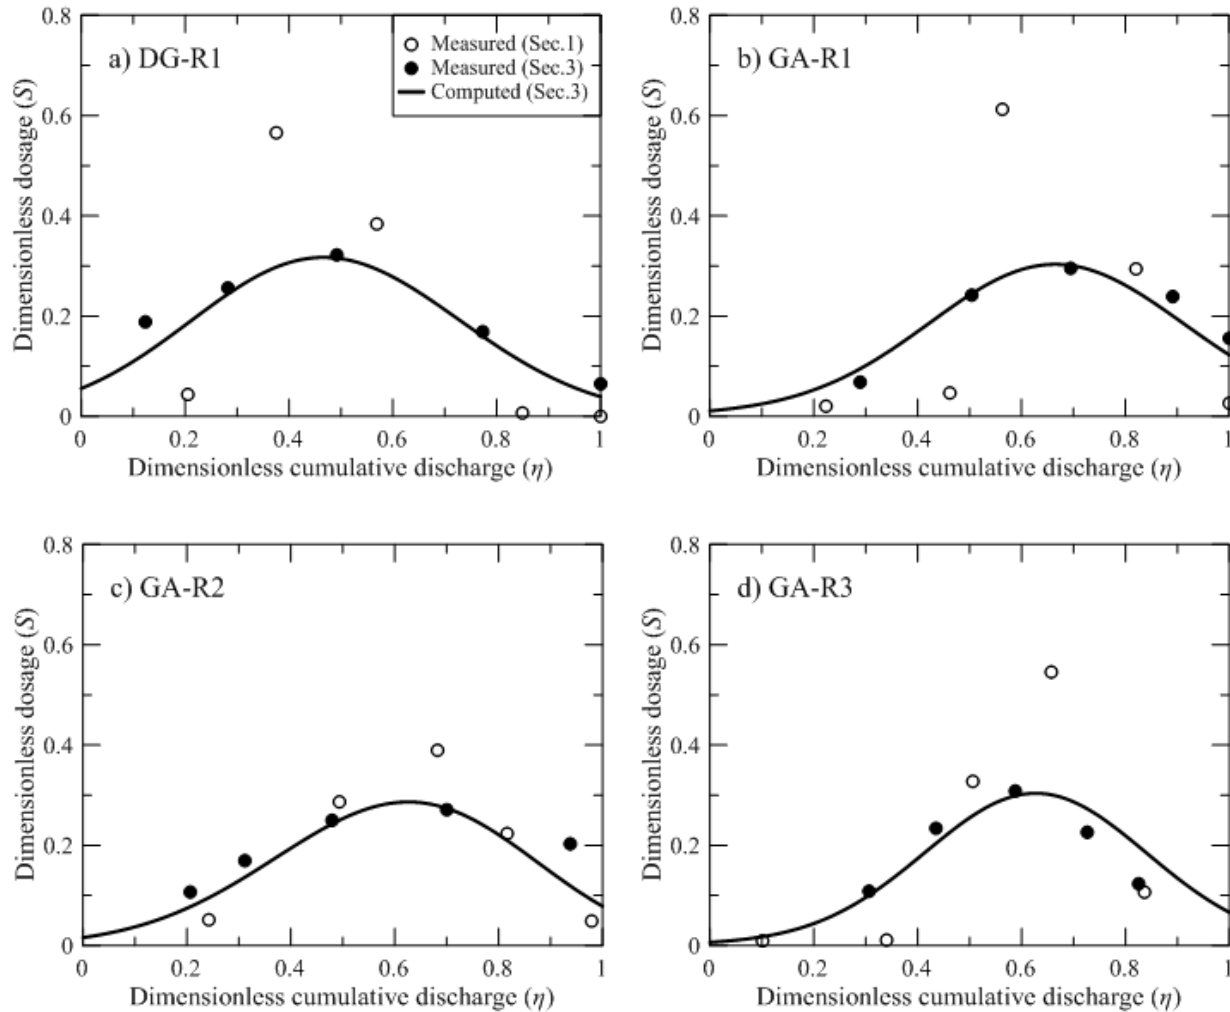 a) DG-R1
Measured (Sec.1)
Measured (Sec.3)
Computed (Sec.3)
Dimensionless dosage (S)
0.8
0.6
0.4
0.2
0
0 0.2 0.4 0.6 0.8 1
Dimensionless cumulative discharge (η)
b) GA-R1
Dimensionless dosage (S)
0.8
0.6
0.4
0.2
0
0 0.2 0.4 0.6 0.8 1
Dimensionless cumulative discharge (η)
c) GA-R2
Dimensionless dosage (S)
0.8
0.6
0.4
0.2
0
0 0.2 0.4 0.6 0.8 1
Dimensionless cumulative discharge (η)
d) GA-R3
Dimensionless dosage (S)
0.8
0.6
0.4
0.2
0
0 0.2 0.4 0.6 0.8 1
Dimensionless cumulative discharge (η)